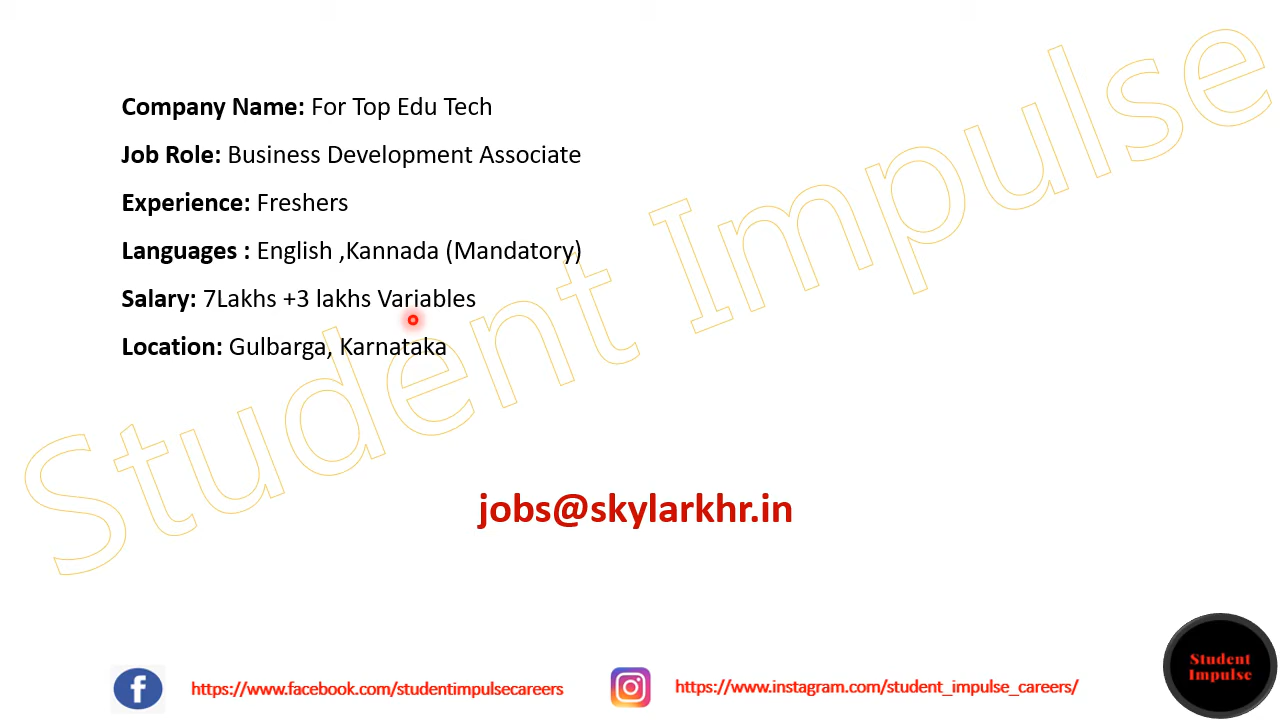 Company Name: For Top Edu Tech
Job Role: Business Development Associate
Experience: Freshers
Languages : English ,Kannada (Mandatory)
Salary: 7Lakhs +3 lakhs Variables
Location: Gulbarga, Karnataka
Student Impulse
jobs@skylarkhr.in
https://www.facebook.com/studentimpulsecareers
https://www.instagram.com/student_impulse_careers/
Student
Impulse